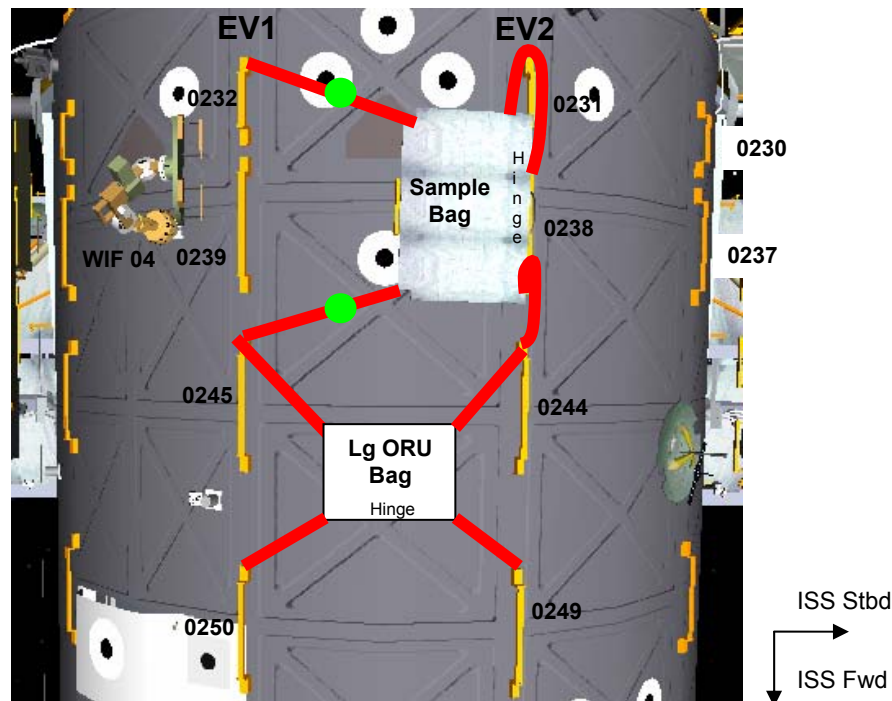 EV1
EV2
0232
0231
0230
Sample
Bag
Hinge
0238
WIF 04
0239
0237
0245
0244
Lg ORU
Bag
Hinge
0250
0249
ISS Stbd
ISS Fwd